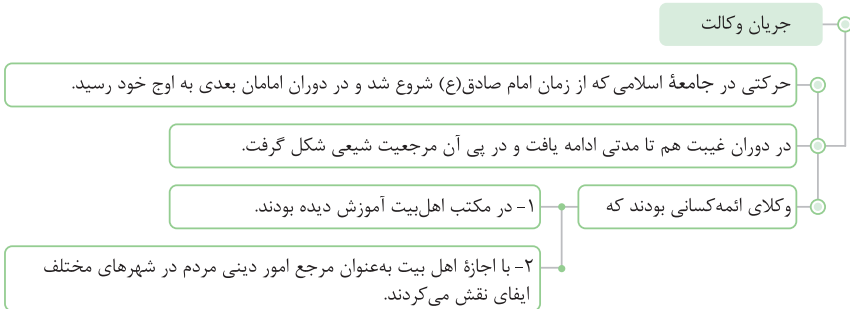 جریان وکالت
حرکتی در جامعهٔ اسلامی که از زمان امام صادق(ع) شروع شد و در دوران امامان بعدی به اوج خود رسید.
در دوران غیبت هم تا مدتی ادامه یافت و در پی آن مرجعیت شیعی شکل گرفت.
وکلای ائمه کسانی بودند که
۱- در مکتب اهل‌بیت آموزش دیده بودند.
۲- با اجازهٔ اهل بیت به‌عنوان مرجع امور دینی مردم در شهرهای مختلف
ایفای نقش می‌کردند.